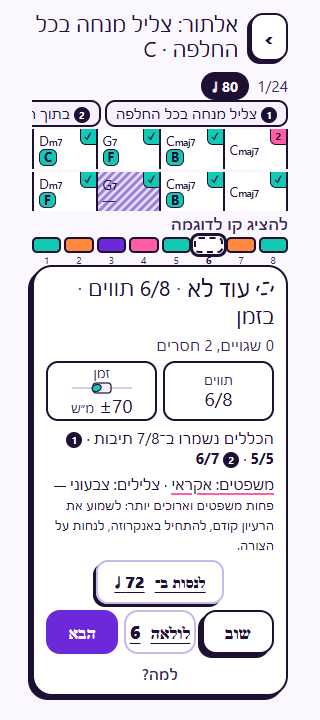 אלתור: צליל מנחה בכל
החלפה · C
1/24 ♩ 80
1 צליל מנחה בכל החלפה 2 בתוך ה
Dm7 ✓ G7 ✓ Cmaj7 ✓ Cmaj7 2
C F B
Dm7 ✓ G7 ✓ Cmaj7 ✓ Cmaj7 ✓
F — B
להציג קו לדוגמה
1 2 3 4 5 6 7 8
עוד לא · 6/8 תווים ·
בזמן
0 שגויים, 2 חסרים
תווים
6/8
זמן
±70 מ״ש
הכללים נשמרו ב־7/8 תיבות · 1
5/5 · 2 6/7
משפטים: אקראי · צלילים: צבעוני —
פחות משפטים וארוכים יותר: לשמוע את
הרעיון קודם, להתחיל באנקרוזה, לנחות על
הצורה.
לנסות ב־ 72 ♩
שוב
לולאה 6
הבא
למה?